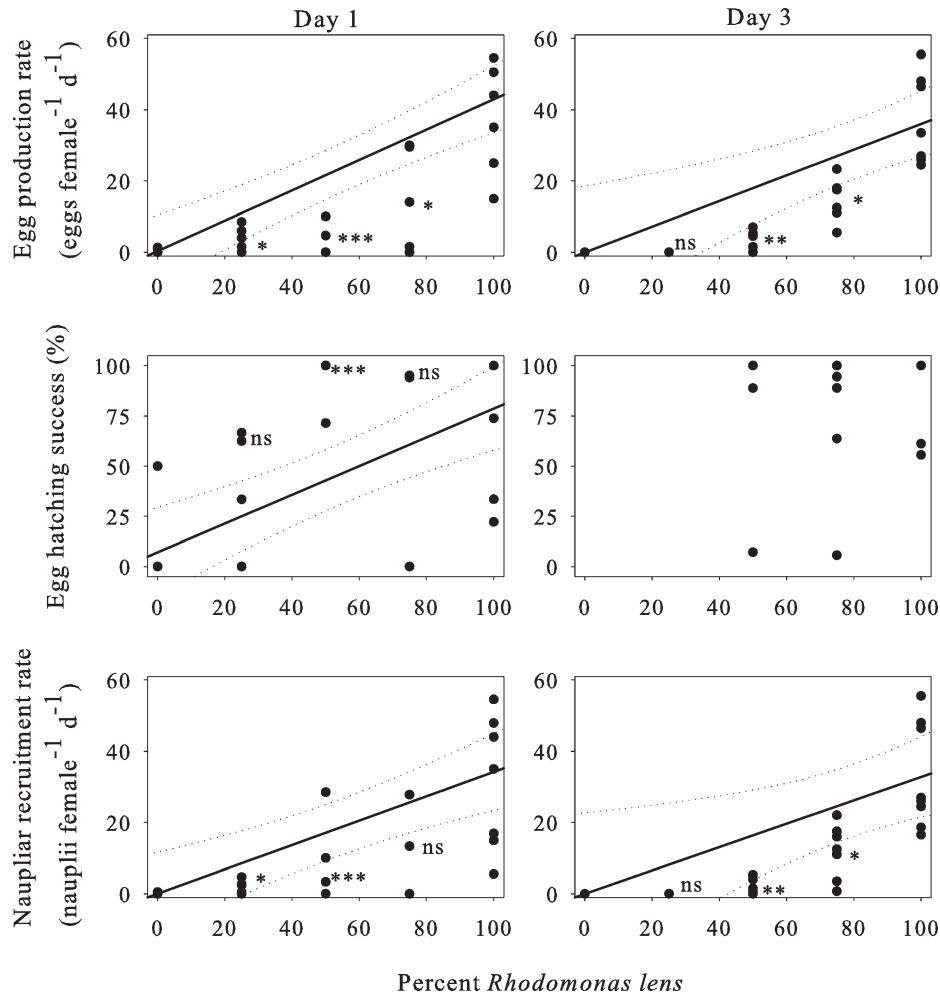 Day 1
Day 3
Egg production rate
(eggs female⁻¹ d⁻¹)
60
40
20
0
*
***
*
0 20 40 60 80 100
60
40
20
0
ns
**
*
0 20 40 60 80 100
Egg hatching success (%)
100
75
50
25
0
ns
***
ns
0 20 40 60 80 100
100
75
50
25
0
0 20 40 60 80 100
Naupliar recruitment rate
(nauplii female⁻¹ d⁻¹)
60
40
20
0
*
***
ns
0 20 40 60 80 100
60
40
20
0
ns
**
*
0 20 40 60 80 100
Percent Rhodomonas lens